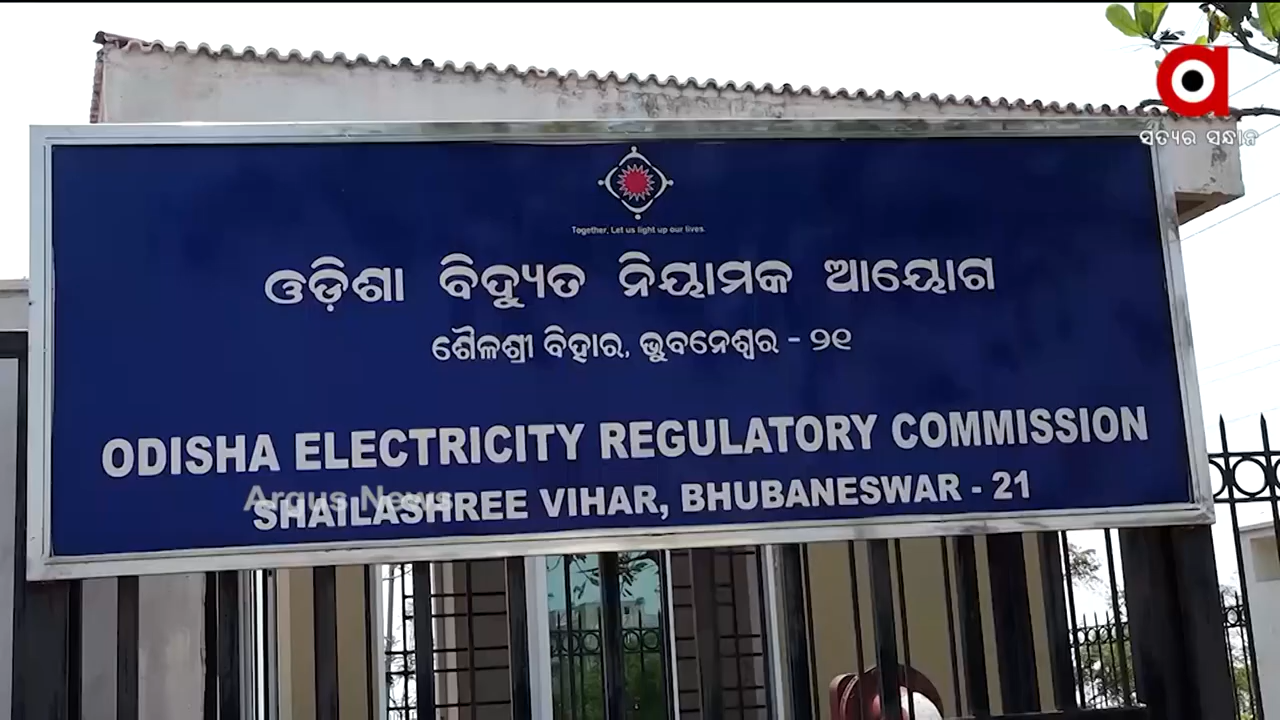 ସତ୍ୟର ସନ୍ଧାନ
Together, Let us light up our lives.
ଓଡ଼ିଶା ବିଦ୍ୟୁତ ନିୟାମକ ଆୟୋଗ
ଶୈଳଶ୍ରୀ ବିହାର, ଭୁବନେଶ୍ୱର - ୨୧
ODISHA ELECTRICITY REGULATORY COMMISSION
Argus News
SHAILASHREE VIHAR, BHUBANESWAR - 21